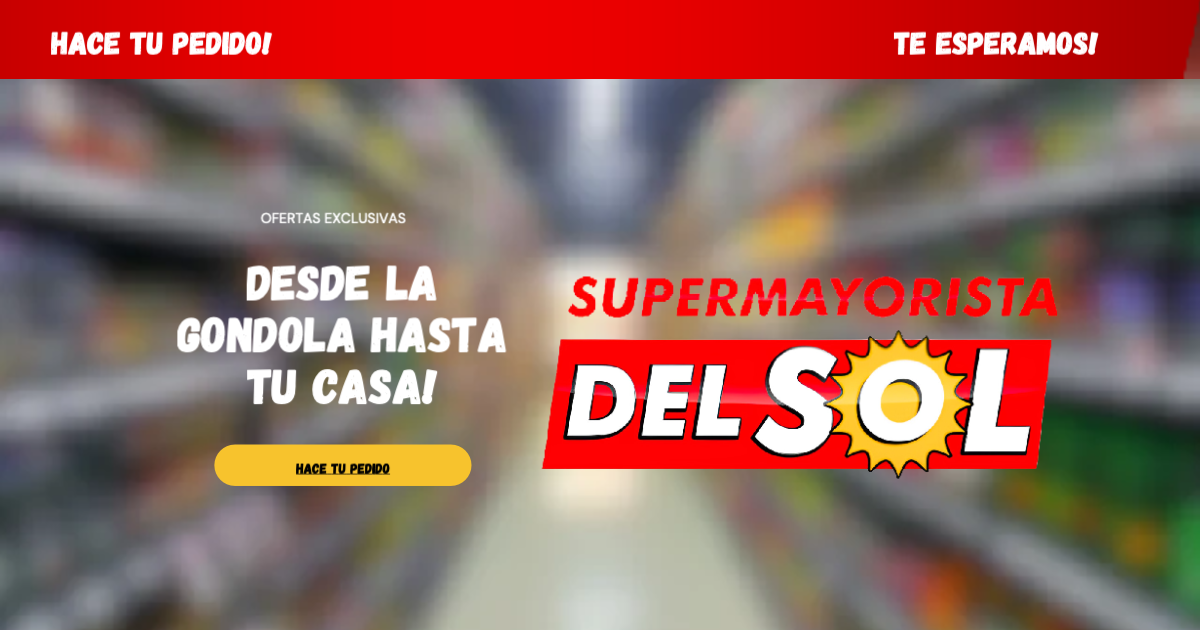 HACE TU PEDIDO!
TE ESPERAMOS!
OFERTAS EXCLUSIVAS
DESDE LA
GONDOLA HASTA
TU CASA!
HACE TU PEDIDO
SUPERMAYORISTA
DEL SOL